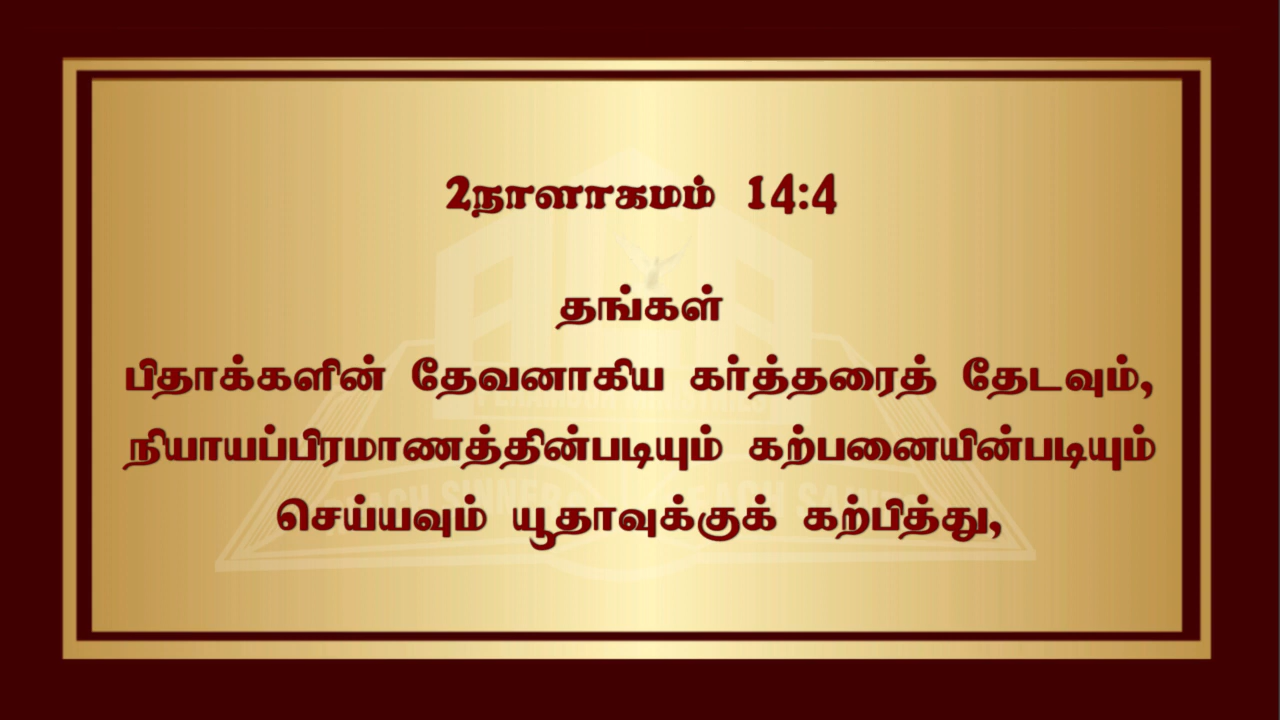 2நாளாகமம் 14:4
தங்கள்
பிதாக்களின் தேவனாகிய கர்த்தரைத் தேடவும்,
நியாயப்பிரமாணத்தின்படியும் கற்பனையின்படியும்
செய்யவும் யூதாவுக்குக் கற்பித்து,